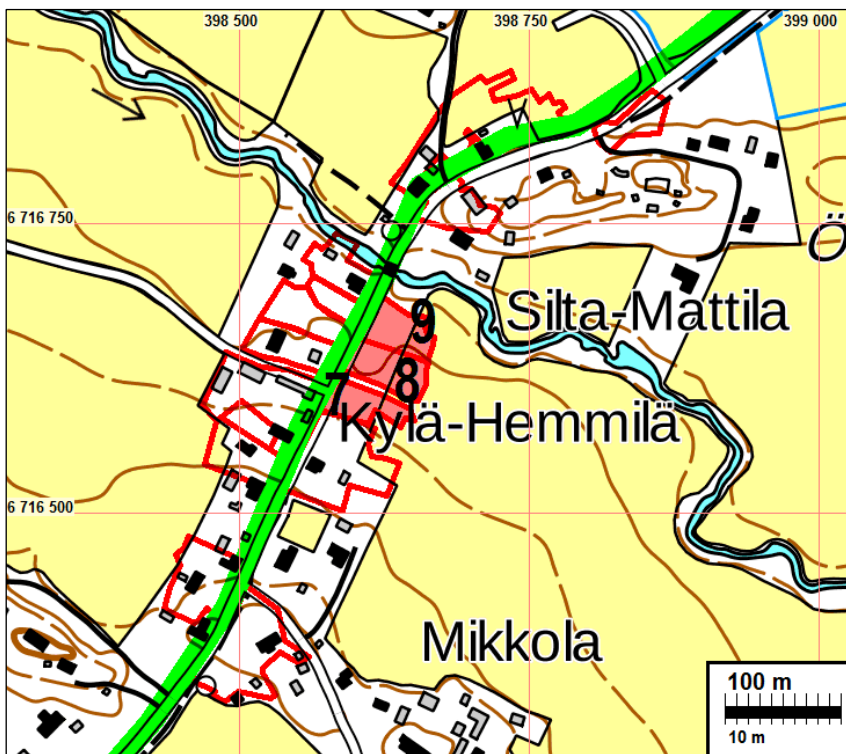 398 500
398 750
399 000
6 716 750
Ö
Silta-Mattila
9
8
7
Kylä-Hemmilä
6 716 500
Mikkola
100 m
10 m